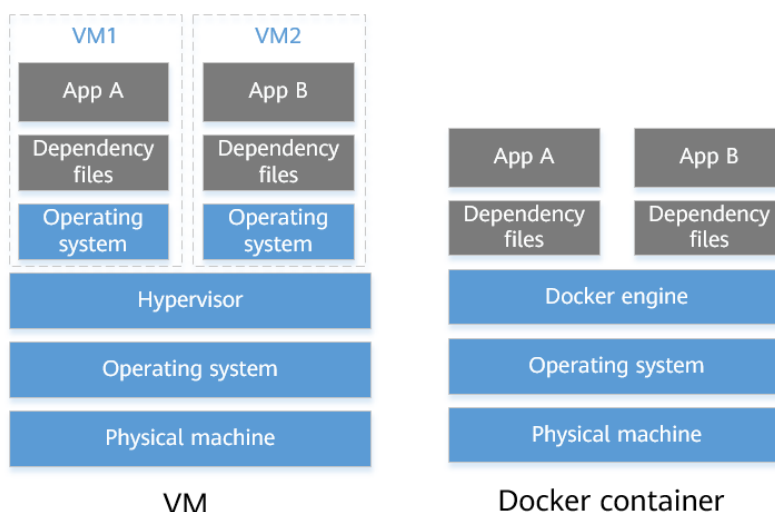 VM1
VM2
App A
App B
Dependency
files
Dependency
files
Operating
system
Operating
system
Hypervisor
Operating system
Physical machine
VM
App A
App B
Dependency
files
Dependency
files
Docker engine
Operating system
Physical machine
Docker container